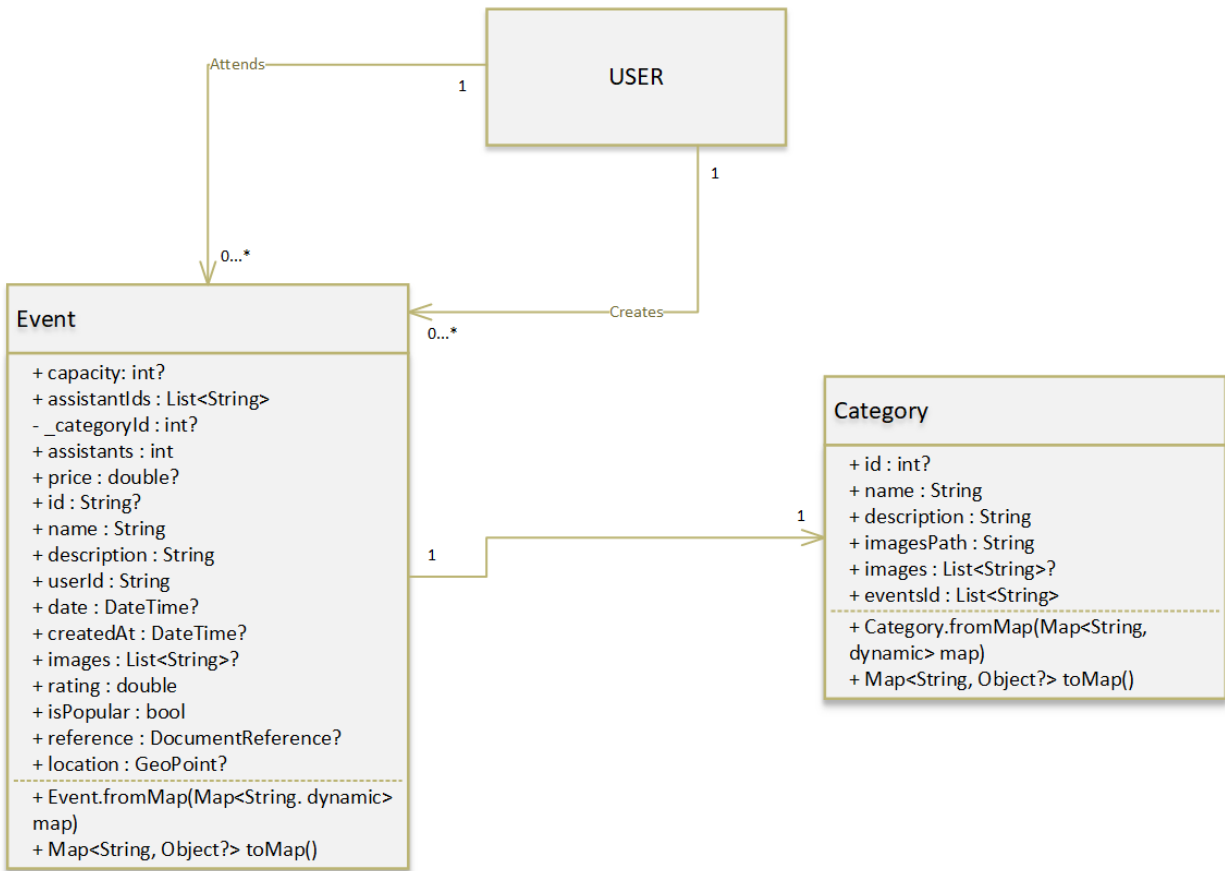 USER
Attends
1
1
0...*
Creates
0...*
Event
+ capacity: int?
+ assistantIds : List<String>
- _categoryId : int?
+ assistants : int
+ price : double?
+ id : String?
+ name : String
+ description : String
+ userId : String
+ date : DateTime?
+ createdAt : DateTime?
+ images : List<String>?
+ rating : double
+ isPopular : bool
+ reference : DocumentReference?
+ location : GeoPoint?
+ Event.fromMap(Map<String. dynamic>
map)
+ Map<String, Object?> toMap()
1
1
Category
+ id : int?
+ name : String
+ description : String
+ imagesPath : String
+ images : List<String>?
+ eventsId : List<String>
+ Category.fromMap(Map<String,
dynamic> map)
+ Map<String, Object?> toMap()